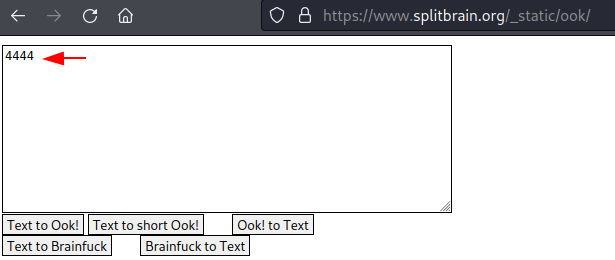 https://www.splitbrain.org/_static/ook/
4444
Text to Ook! Text to short Ook! Ook! to Text
Text to Brainfuck Brainfuck to Text